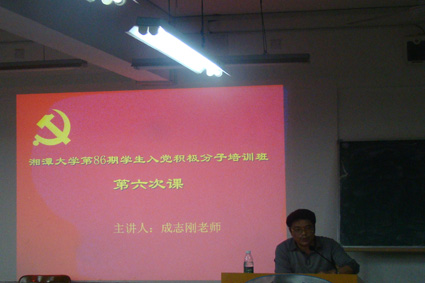 湘潭大学第86期学生入党积极分子培训班
第六次课
主讲人：成志刚老师